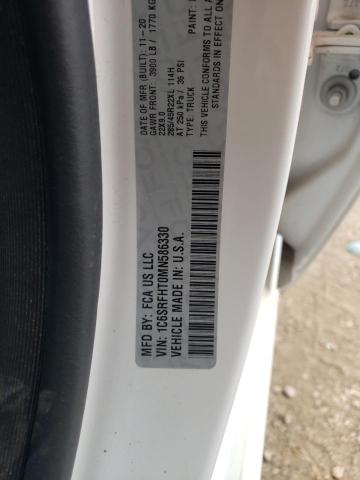 MFD BY: FCA US LLC
VIN: 1C6SRFHT0MN586330
VEHICLE MADE IN: U.S.A.
DATE OF MFR (BUILT): 11-20
GAWR FRONT: 3900 LB / 1770 KG
22X9.0
285/45R22XL 114H
AT 250 kPa / 36 PSI
TYPE: TRUCK
THIS VEHICLE CONFORMS TO ALL A
STANDARDS IN EFFECT
PAINT: